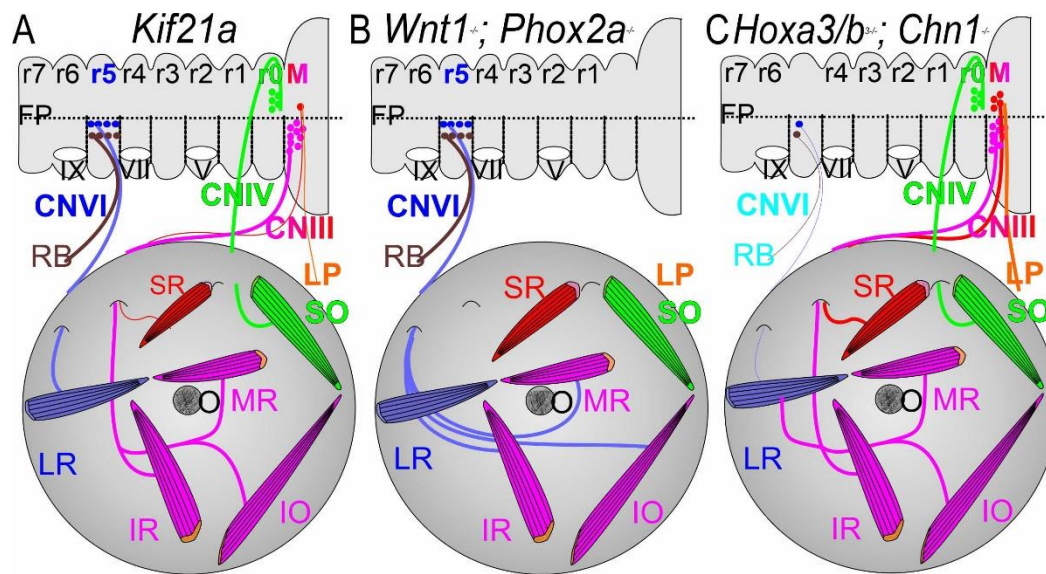 A Kif21a
r7 r6 r5 r4 r3 r2 r1 r0 M
FP
IX VII V
CNVI CNIV CNIII
RB LP
SR SO
O MR
LR
IR IO
B Wnt1-/-; Phox2a-/-
r7 r6 r5 r4 r3 r2 r1
FP
IX VII V
CNVI
RB LP
SR SO
O MR
LR
IR IO
C Hoxa3/b3-/-; Chn1-/-
r7 r6 r4 r3 r2 r1 r0 M
FP
IX VII V
CNVI CNIV CNIII
RB LP
SR SO
O MR
LR
IR IO